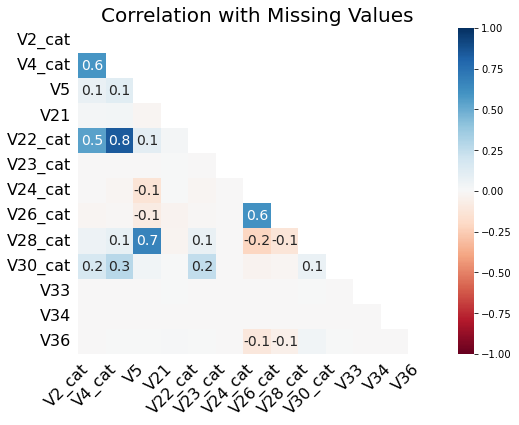 Correlation with Missing Values
V2_cat
V4_cat 0.6
V5 0.1 0.1
V21
V22_cat 0.5 0.8 0.1
V23_cat
V24_cat -0.1
V26_cat -0.1 0.6
V28_cat 0.1 0.7 0.1 -0.2 -0.1
V30_cat 0.2 0.3 0.2 0.1
V33
V34
V36 -0.1 -0.1
V2_cat V4_cat V5 V21 V22_cat V23_cat V24_cat V26_cat V28_cat V30_cat V33 V34 V36
1.00
0.75
0.50
0.25
0.00
−0.25
−0.50
−0.75
−1.00